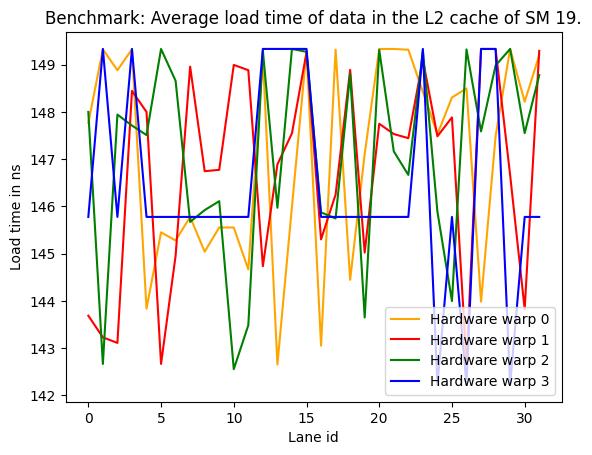 Benchmark: Average load time of data in the L2 cache of SM 19.
149
148
147
146
145
144
143
142
Load time in ns
Hardware warp 0
Hardware warp 1
Hardware warp 2
Hardware warp 3
0 5 10 15 20 25 30
Lane id